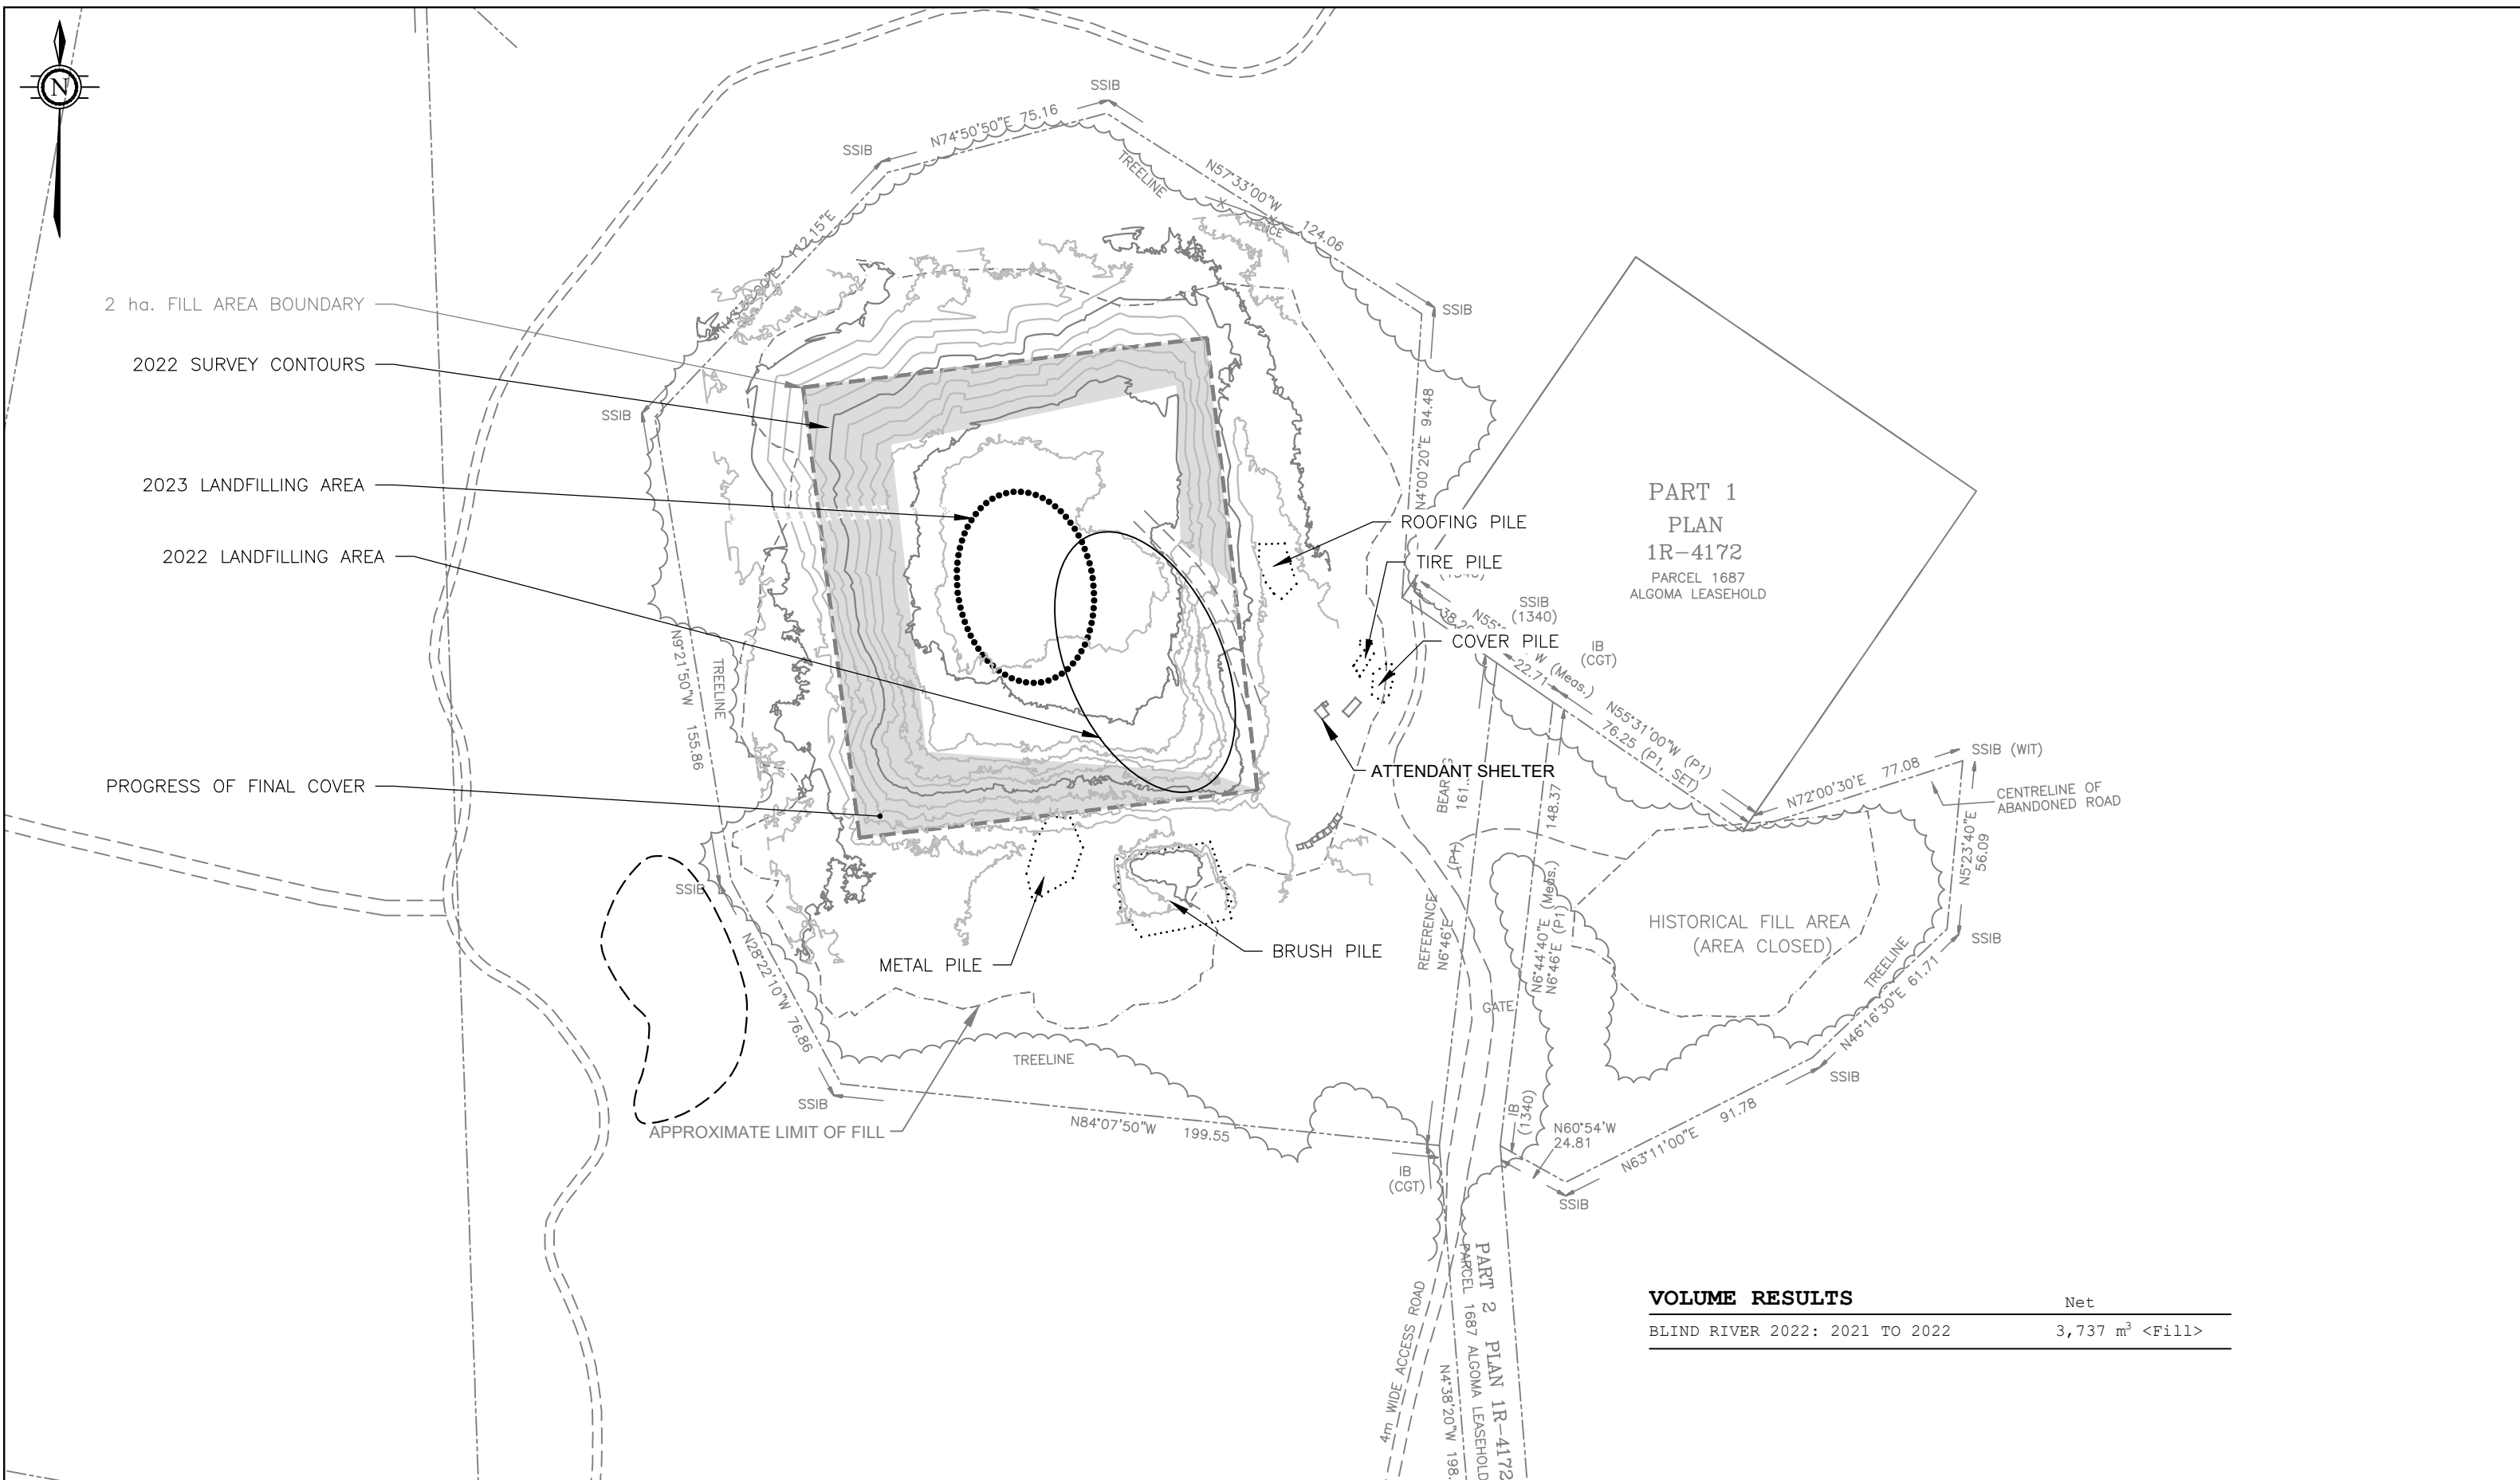 N
SSIB
N74°50'50"E 75.16
SSIB
TREELINE
N57°33'00"W 124.06
FENCE
SSIB
112.15"E
2 ha. FILL AREA BOUNDARY
2022 SURVEY CONTOURS
SSIB
N4°00'20"E 94.48
2023 LANDFILLING AREA
2022 LANDFILLING AREA
ROOFING PILE
TIRE PILE
COVER PILE
PART 1
PLAN
1R-4172
PARCEL 1687
ALGOMA LEASEHOLD
SSIB
(1340)
IB
(CGT)
W (Meas.)
22.71
N55°31'00"W (P1)
76.25 (P1, SET)
N9°21'50"W 155.86
TREELINE
PROGRESS OF FINAL COVER
ATTENDANT SHELTER
SSIB (WIT)
N72°00'30"E 77.08
CENTRELINE OF
ABANDONED ROAD
N5°23'40"E
56.09
148.37
(P1)
SSIB
N28°22'10"W 76.86
METAL PILE
BRUSH PILE
REFERENCE
N6°46'E
N6°44'40"E (Meas.)
N6°46'E (P1)
HISTORICAL FILL AREA
(AREA CLOSED)
SSIB
TREELINE
N46°16'30"E 61.71
GATE
SSIB
TREELINE
SSIB
APPROXIMATE LIMIT OF FILL
N84°07'50"W 199.55
IB
(CGT)
IB
(1340)
N60°54'W
24.81
N63°11'00"E 91.78
SSIB
4m WIDE ACCESS ROAD
PART 2 PLAN 1R-4172
PARCEL 1687 ALGOMA LEASEHOLD
N4°38'20"W 198.
VOLUME RESULTS Net
BLIND RIVER 2022: 2021 TO 2022 3,737 m³ <Fill>